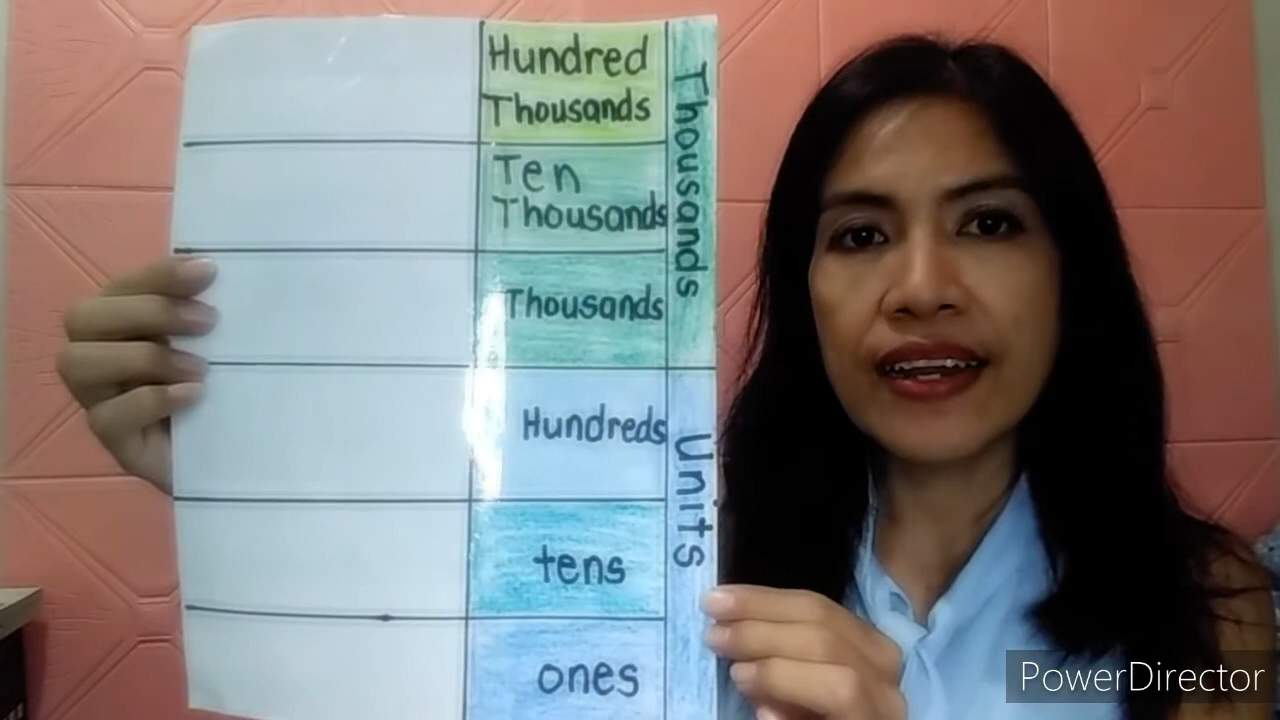 Hundred
Thousands
Ten
Thousands
Thousands
Hundreds
tens
ones
Thousands
Units
PowerDirector